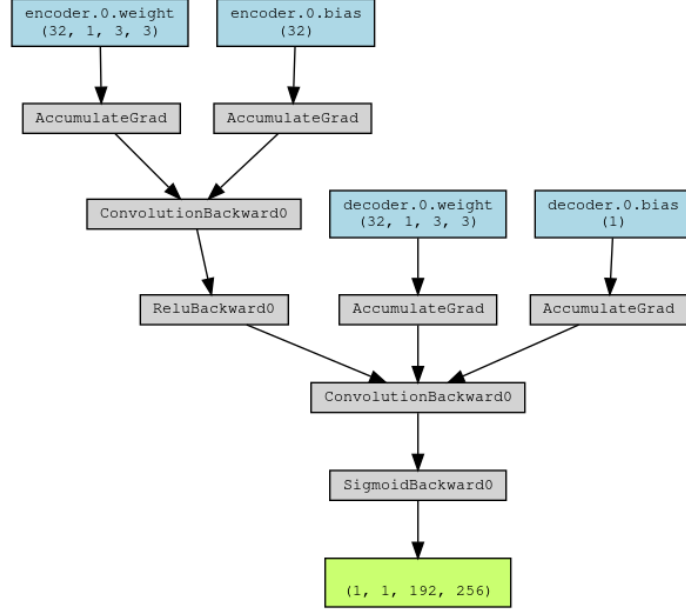 encoder.0.weight
(32, 1, 3, 3)
encoder.0.bias
(32)
AccumulateGrad
AccumulateGrad
ConvolutionBackward0
decoder.0.weight
(32, 1, 3, 3)
decoder.0.bias
(1)
ReluBackward0
AccumulateGrad
AccumulateGrad
ConvolutionBackward0
SigmoidBackward0
(1, 1, 192, 256)